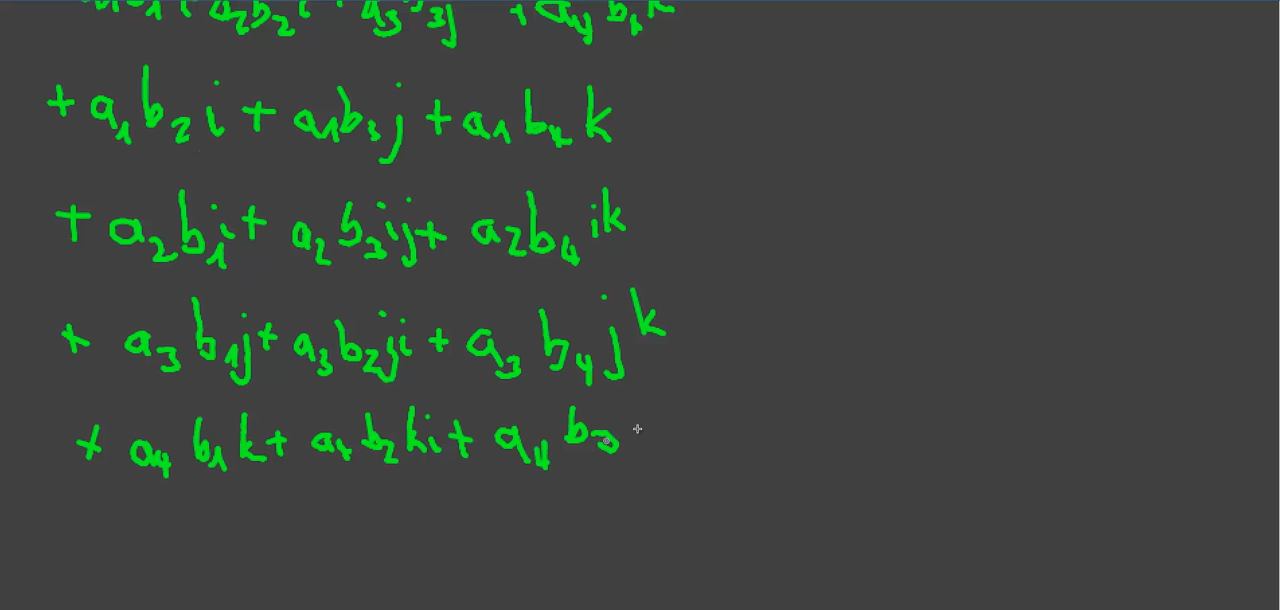 + a₁b₂i + a₁b₃j + a₁b₄k
+ a₂b₁i + a₂b₃ij + a₂b₄ik
+ a₃b₁j + a₃b₂ji + a₃b₄jk
+ a₄b₁k + a₄b₂ki + a₄b₃